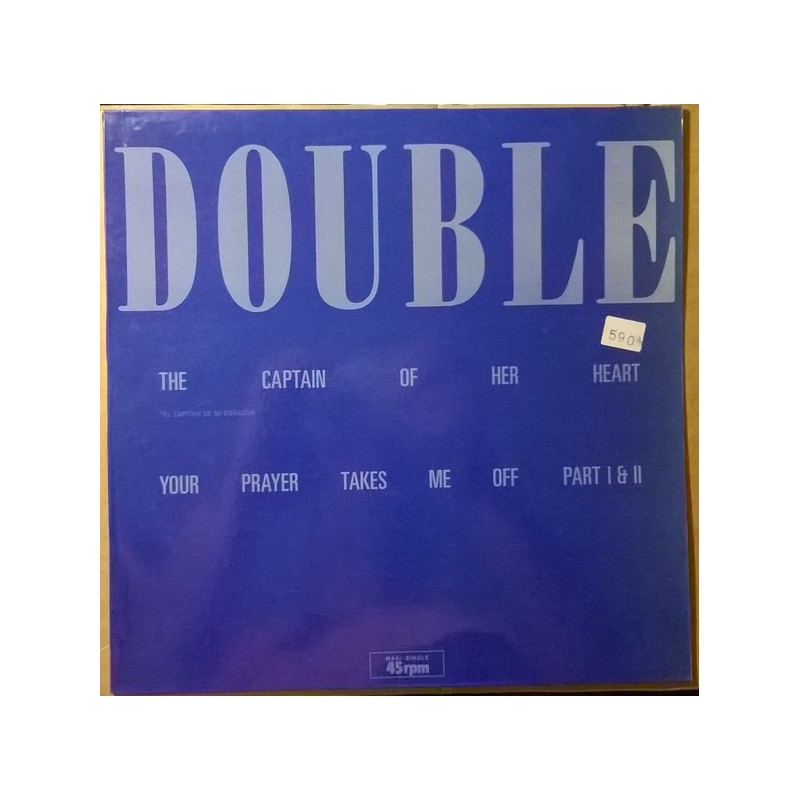 DOUBLE
590
THE CAPTAIN OF HER HEART
"EL CAPITAN DE SU CORAZON"
YOUR PRAYER TAKES ME OFF PART I & II
MAXI SINGLE
45rpm